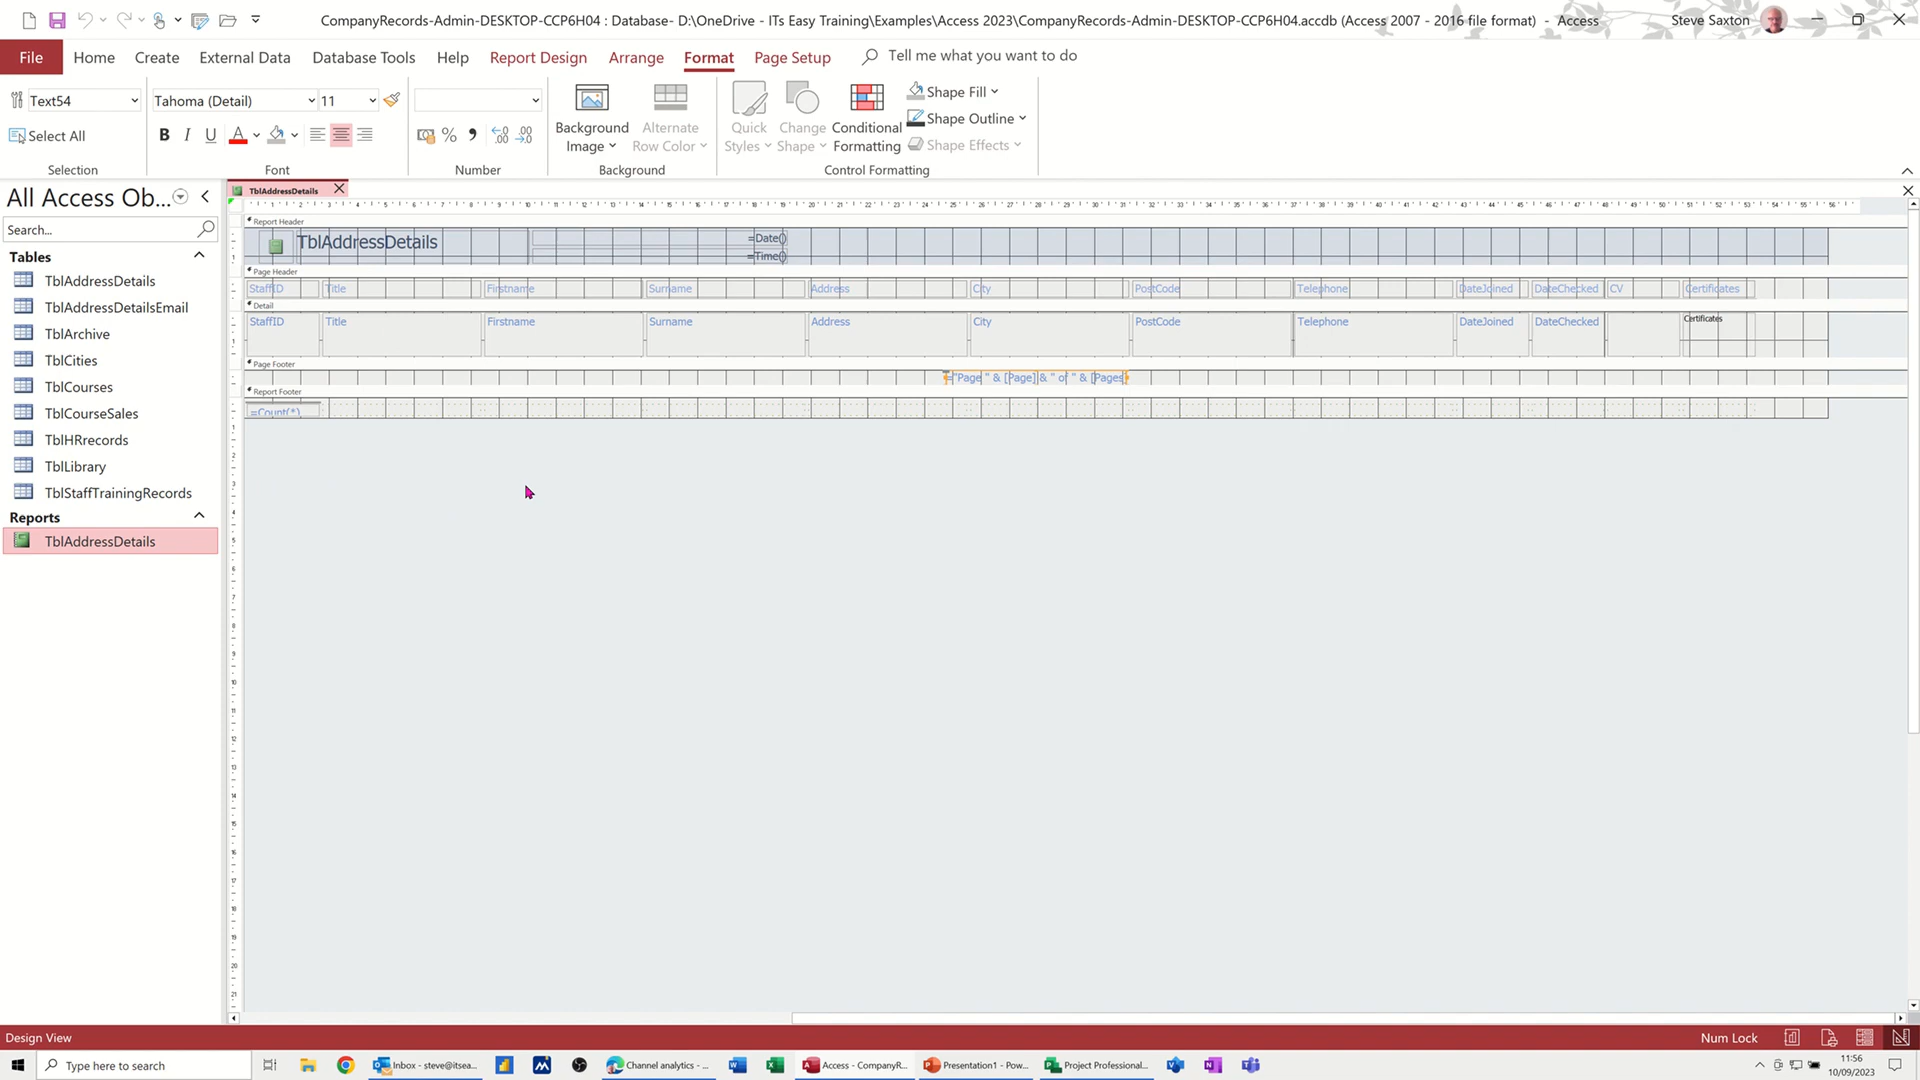 CompanyRecords-Admin-DESKTOP-CCP6H04 : Database- D:\OneDrive - ITs Easy Training\Examples\Access 2023\CompanyRecords-Admin-DESKTOP-CCP6H04.accdb (Access 2007 - 2016 file format) - Access
Steve Saxton
File Home Create External Data Database Tools Help Report Design Arrange Format Page Setup Tell me what you want to do
Text54
Tahoma (Detail) 11
Select All
B I U A
% 9
Background Image
Alternate Row Color
Quick Styles
Change Shape
Conditional Formatting
Shape Fill
Shape Outline
Shape Effects
Selection Font Number Background Control Formatting
All Access Ob...
Search...
Tables
TblAddressDetails
TblAddressDetailsEmail
TblArchive
TblCities
TblCourses
TblCourseSales
TblHRrecords
TblLibrary
TblStaffTrainingRecords
Reports
TblAddressDetails
TblAddressDetails
Report Header
TblAddressDetails
=Date()
=Time()
Page Header
StaffID Title Firstname Surname Address City PostCode Telephone DateJoined DateChecked CV Certificates
Detail
StaffID Title Firstname Surname Address City PostCode Telephone DateJoined DateChecked Certificates
Page Footer
="Page " & [Page] & " of " & [Pages]
Report Footer
=Count(*)
Design View
Num Lock
Type here to search
Inbox - steve@itsea...
Channel analytics - ...
Access - CompanyR...
Presentation1 - Pow...
Project Professional...
11:56
10/09/2023